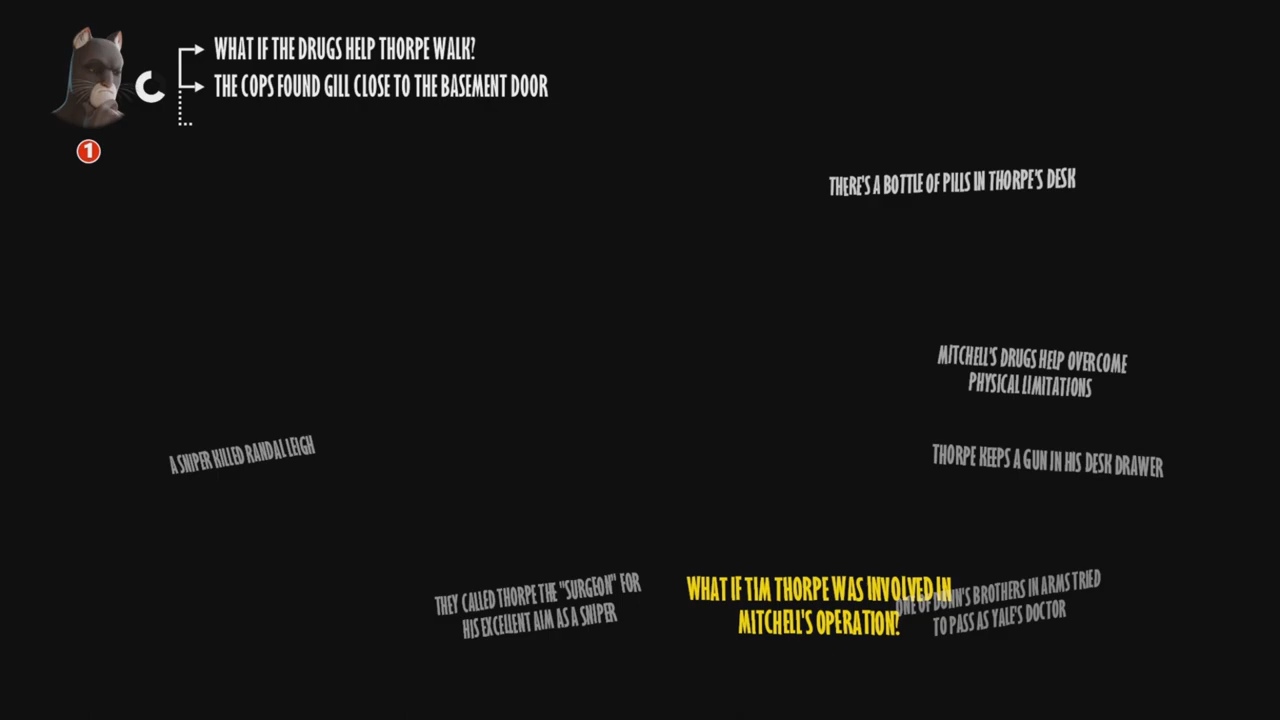 WHAT IF THE DRUGS HELP THORPE WALK?
THE COPS FOUND GILL CLOSE TO THE BASEMENT DOOR
...
1
THERE'S A BOTTLE OF PILLS IN THORPE'S DESK
MITCHELL'S DRUGS HELP OVERCOME
PHYSICAL LIMITATIONS
A SNIPER KILLED RANDAL LEIGH
THORPE KEEPS A GUN IN HIS DESK DRAWER
THEY CALLED THORPE THE "SURGEON" FOR
HIS EXCELLENT AIM AS A SNIPER
WHAT IF TIM THORPE WAS INVOLVED IN
MITCHELL'S OPERATION?
ONE OF DUNN'S BROTHERS IN ARMS TRIED
TO PASS AS YALE'S DOCTOR